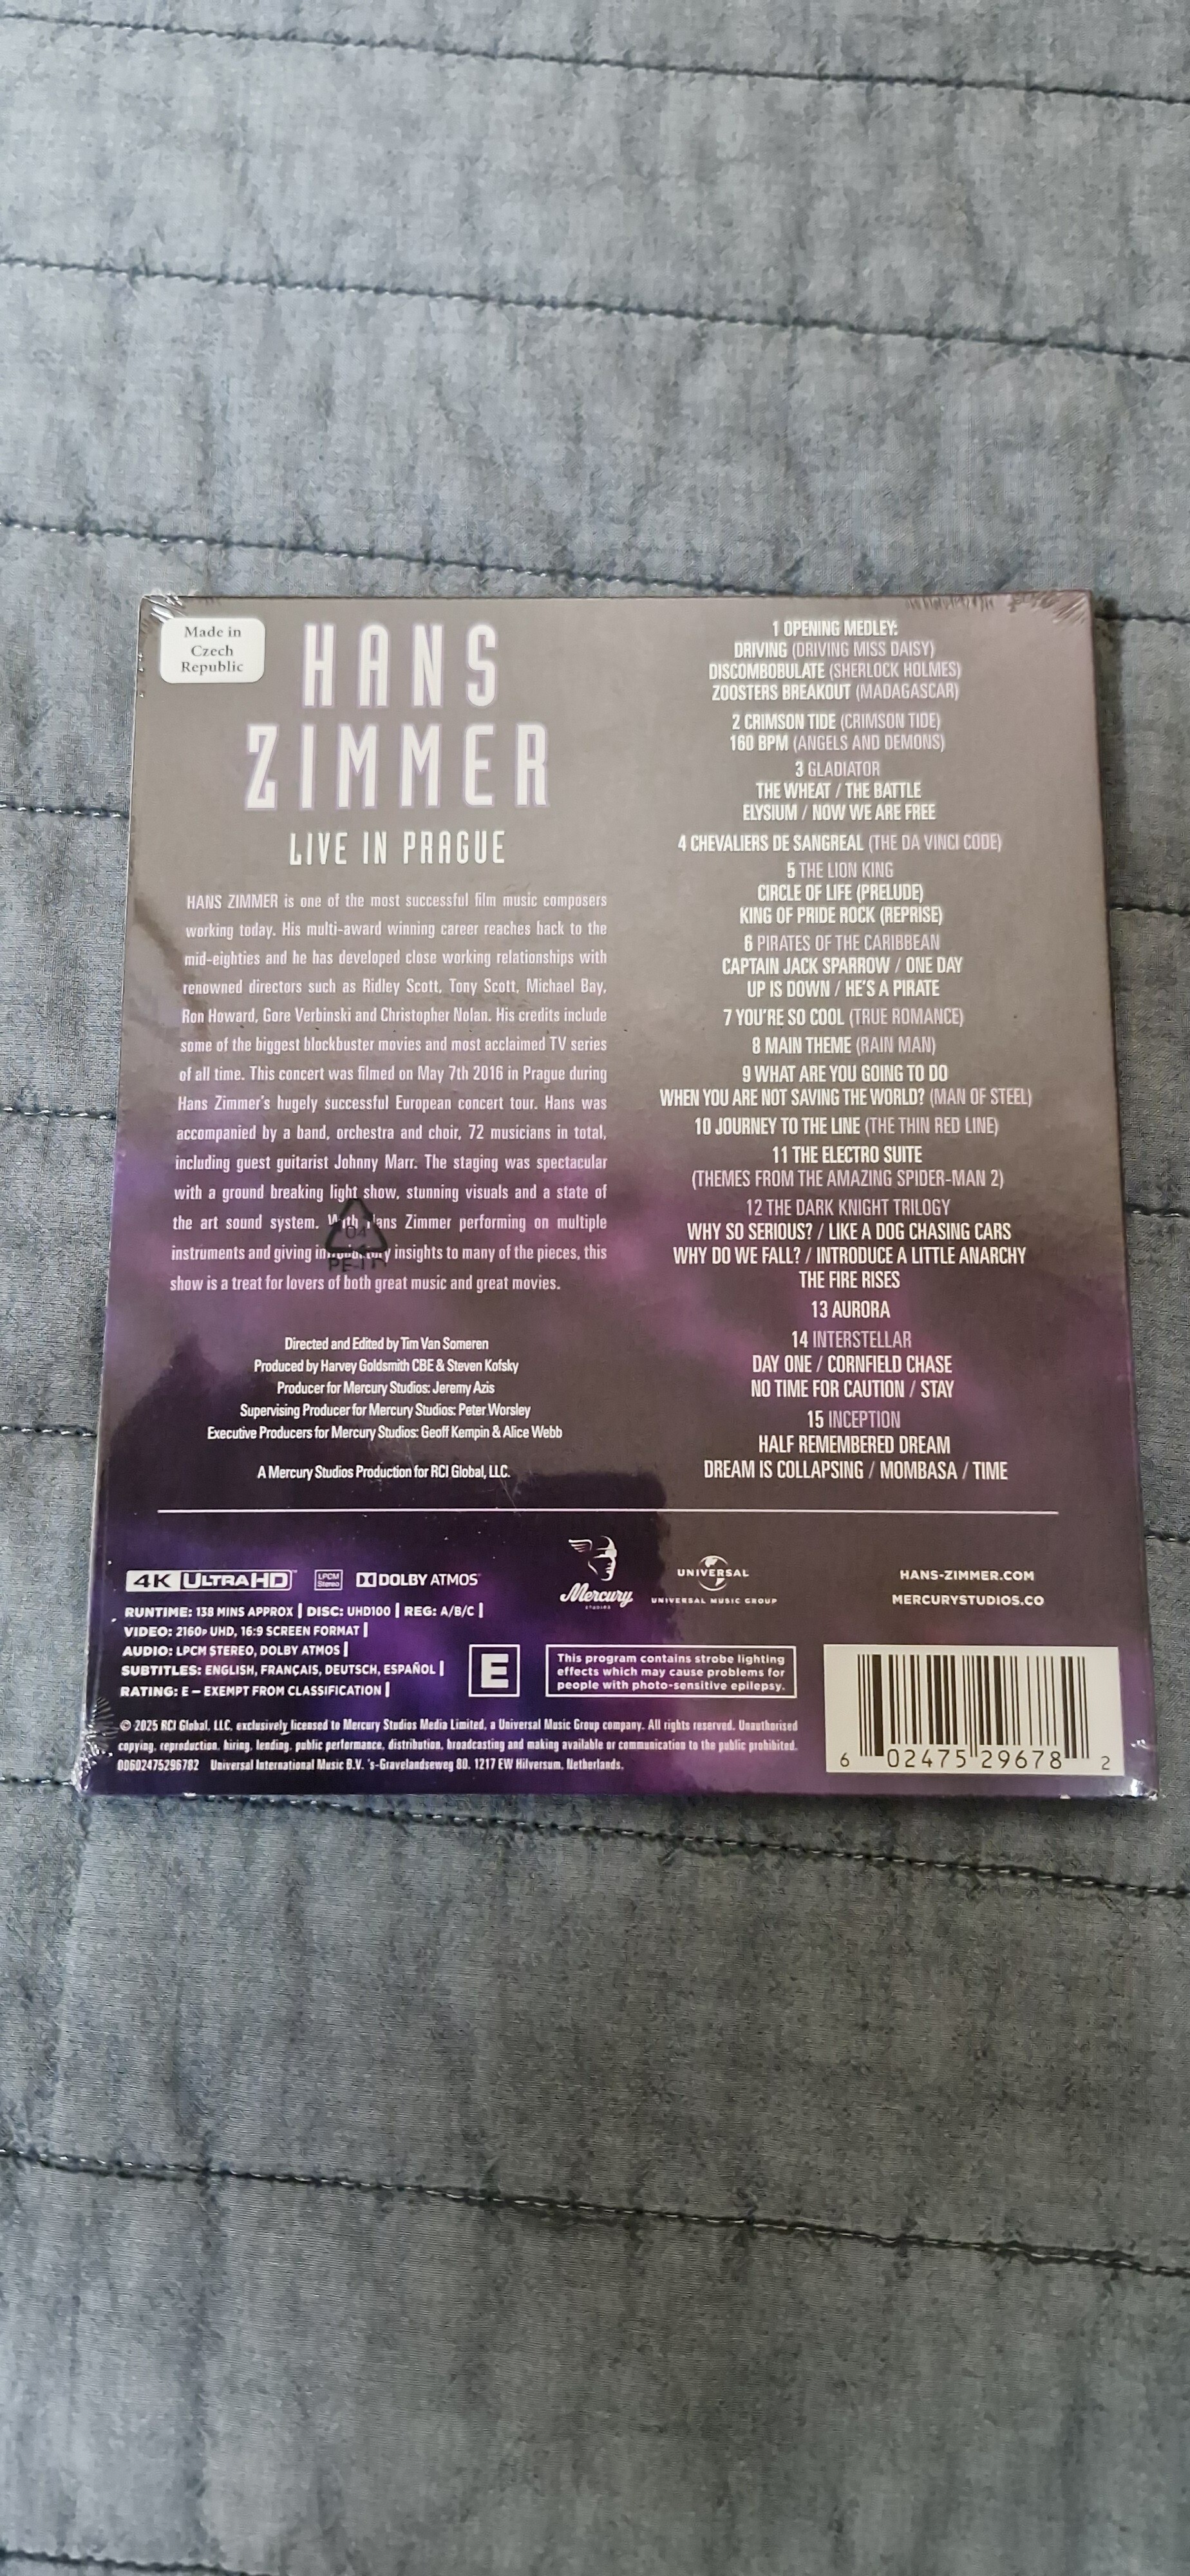 Made in
Czech
Republic
HANS
ZIMMER
LIVE IN PRAGUE
HANS ZIMMER is one of the most successful film music composers
working today. His multi-award winning career reaches back to the
mid-eighties and he has developed close working relationships with
renowned directors such as Ridley Scott, Tony Scott, Michael Bay,
Ron Howard, Gore Verbinski and Christopher Nolan. His credits include
some of the biggest blockbuster movies and most acclaimed TV series
of all time. This concert was filmed on May 7th 2016 in Prague during
Hans Zimmer's hugely successful European concert tour. Hans was
accompanied by a band, orchestra and choir, 72 musicians in total,
including guest guitarist Johnny Marr. The staging was spectacular
with a ground breaking light show, stunning visuals and a state of
the art sound system. With Hans Zimmer performing on multiple
instruments and giving insights to many of the pieces, this
show is a treat for lovers of both great music and great movies.
04
Directed and Edited by Tim Van Someren
Produced by Harvey Goldsmith CBE & Steven Kofsky
Producer for Mercury Studios: Jeremy Azis
Supervising Producer for Mercury Studios: Peter Worsley
Executive Producers for Mercury Studios: Geoff Kempin & Alice Webb
A Mercury Studios Production for RCI Global, LLC.
1 OPENING MEDLEY:
DRIVING (DRIVING MISS DAISY)
DISCOMBOBULATE (SHERLOCK HOLMES)
ZOOSTERS BREAKOUT (MADAGASCAR)
2 CRIMSON TIDE (CRIMSON TIDE)
160 BPM (ANGELS AND DEMONS)
3 GLADIATOR
THE WHEAT / THE BATTLE
ELYSIUM / NOW WE ARE FREE
4 CHEVALIERS DE SANGREAL (THE DA VINCI CODE)
5 THE LION KING
CIRCLE OF LIFE (PRELUDE)
KING OF PRIDE ROCK (REPRISE)
6 PIRATES OF THE CARIBBEAN
CAPTAIN JACK SPARROW / ONE DAY
UP IS DOWN / HE'S A PIRATE
7 YOU'RE SO COOL (TRUE ROMANCE)
8 MAIN THEME (RAIN MAN)
9 WHAT ARE YOU GOING TO DO
WHEN YOU ARE NOT SAVING THE WORLD? (MAN OF STEEL)
10 JOURNEY TO THE LINE (THE THIN RED LINE)
11 THE ELECTRO SUITE
(THEMES FROM THE AMAZING SPIDER-MAN 2)
12 THE DARK KNIGHT TRILOGY
WHY SO SERIOUS? / LIKE A DOG CHASING CARS
WHY DO WE FALL? / INTRODUCE A LITTLE ANARCHY
THE FIRE RISES
13 AURORA
14 INTERSTELLAR
DAY ONE / CORNFIELD CHASE
NO TIME FOR CAUTION / STAY
15 INCEPTION
HALF REMEMBERED DREAM
DREAM IS COLLAPSING / MOMBASA / TIME
4K ULTRA HD LPCM Stereo DOLBY ATMOS
RUNTIME: 138 MINS APPROX | DISC: UHD100 | REG: A/B/C |
VIDEO: 2160p UHD, 16:9 SCREEN FORMAT |
AUDIO: LPCM STEREO, DOLBY ATMOS |
SUBTITLES: ENGLISH, FRANÇAIS, DEUTSCH, ESPAÑOL |
RATING: E – EXEMPT FROM CLASSIFICATION |
E
Mercury
STUDIOS
UNIVERSAL
UNIVERSAL MUSIC GROUP
HANS-ZIMMER.COM
MERCURYSTUDIOS.CO
This program contains strobe lighting
effects which may cause problems for
people with photo-sensitive epilepsy.
© 2025 RCI Global, LLC, exclusively licensed to Mercury Studios Media Limited, a Universal Music Group company. All rights reserved. Unauthorised
copying, reproduction, hiring, lending, public performance, distribution, broadcasting and making available or communication to the public prohibited.
00602475296782 Universal International Music B.V. 's-Gravelandseweg 80, 1217 EW Hilversum, Netherlands.
6 02475 29678 2